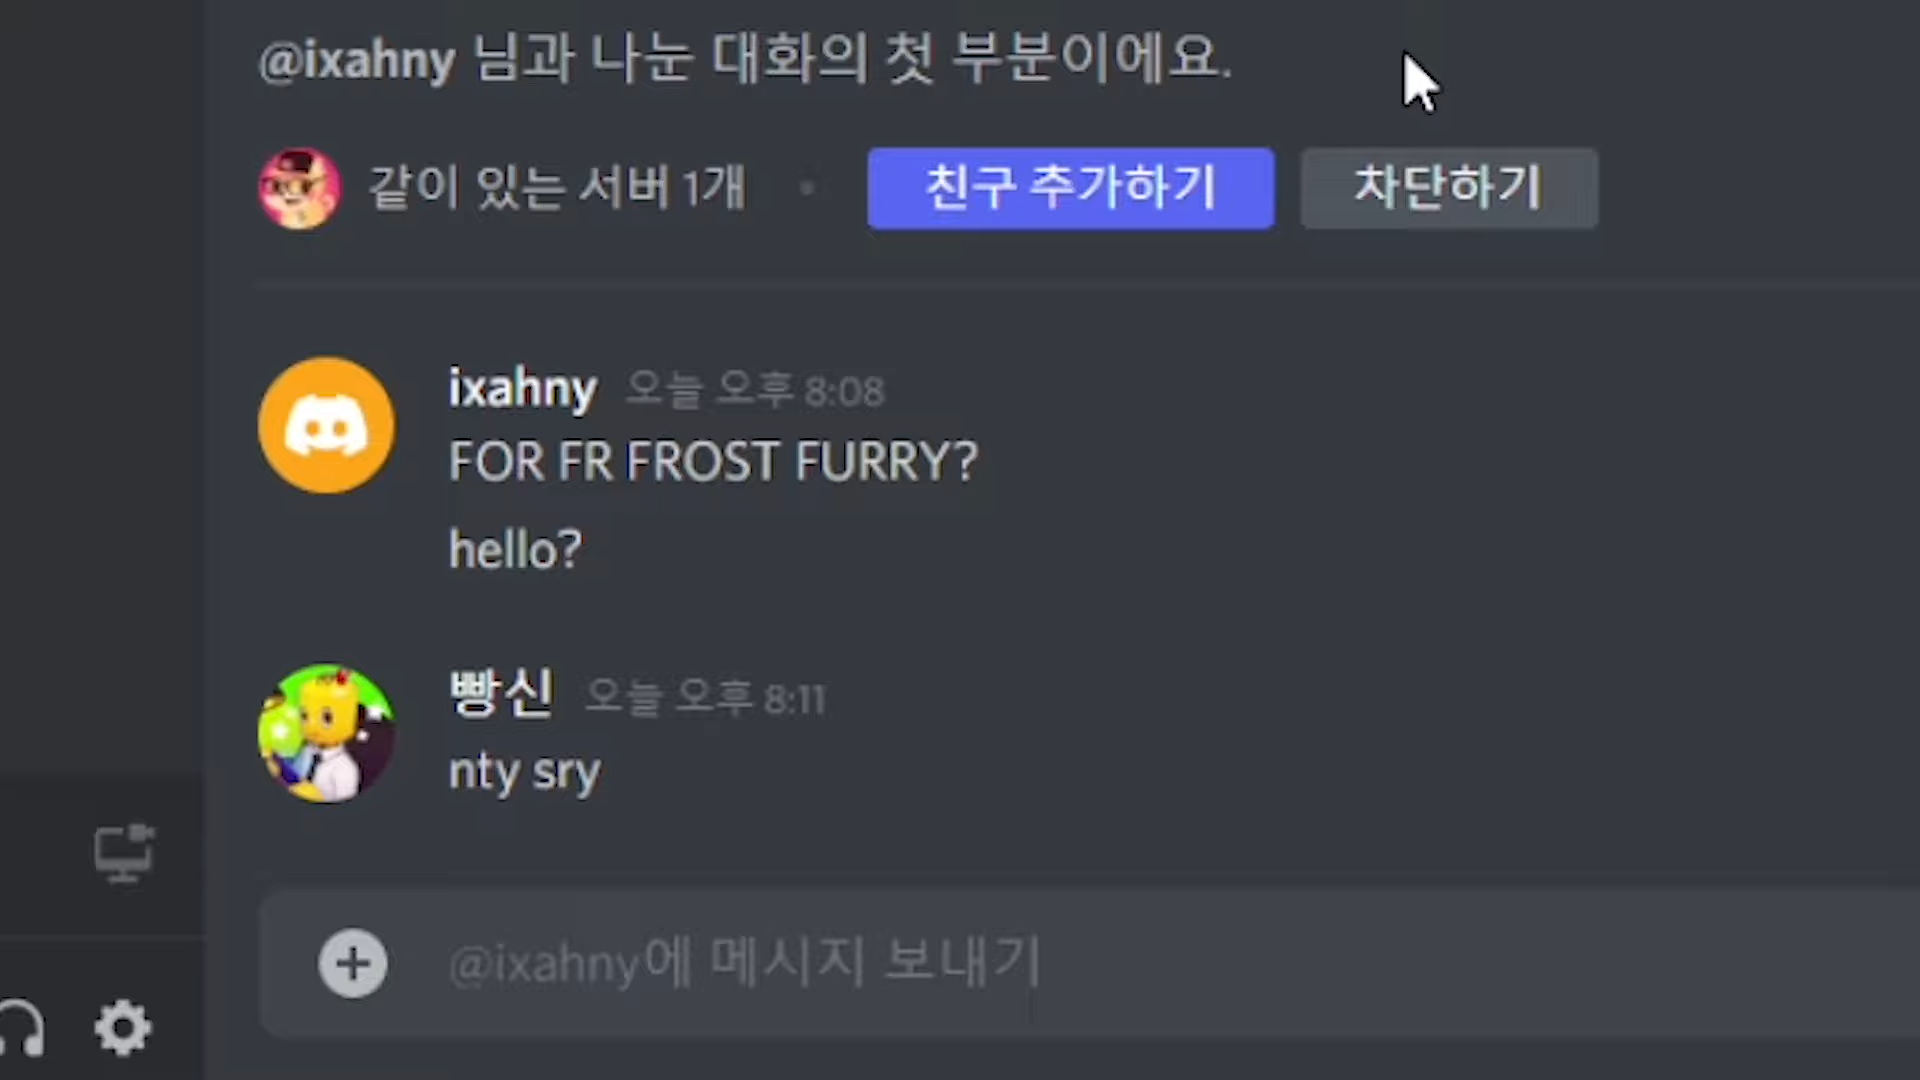 @ixahny 님과 나눈 대화의 첫 부분이에요.
같이 있는 서버 1개 • 친구 추가하기 차단하기
ixahny 오늘 오후 8:08
FOR FR FROST FURRY?
hello?
빵신 오늘 오후 8:11
nty sry
@ixahny에 메시지 보내기